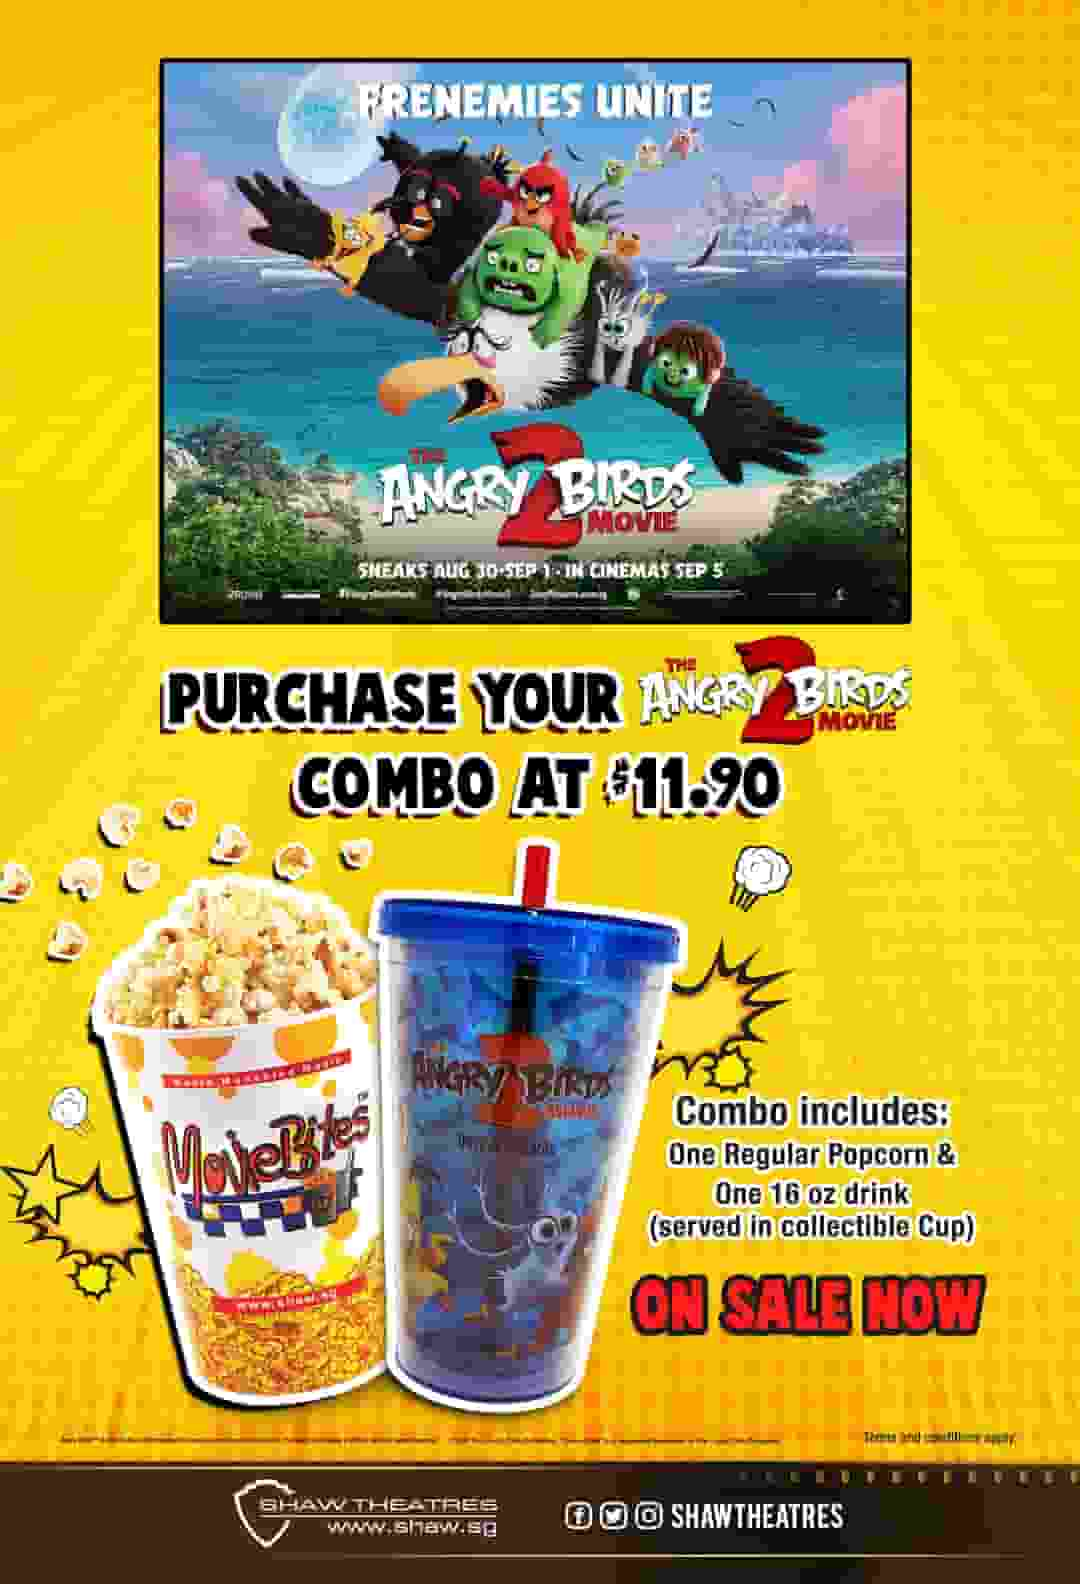 FRENEMIES UNITE
THE
ANGRY 2 BIRDS
MOVIE
SNEAKS AUG 30-SEP 1 - IN CINEMAS SEP 5
PURCHASE YOUR THE ANGRY 2 BIRDS MOVIE
COMBO AT $11.90
MovieBites
www.shaw.sg
ANGRY 2 BIRDS
MOVIE
Combo includes:
One Regular Popcorn &
One 16 oz drink
(served in collectible Cup)
ON SALE NOW
Terms and conditions apply
SHAW THEATRES
www.shaw.sg
SHAWTHEATRES